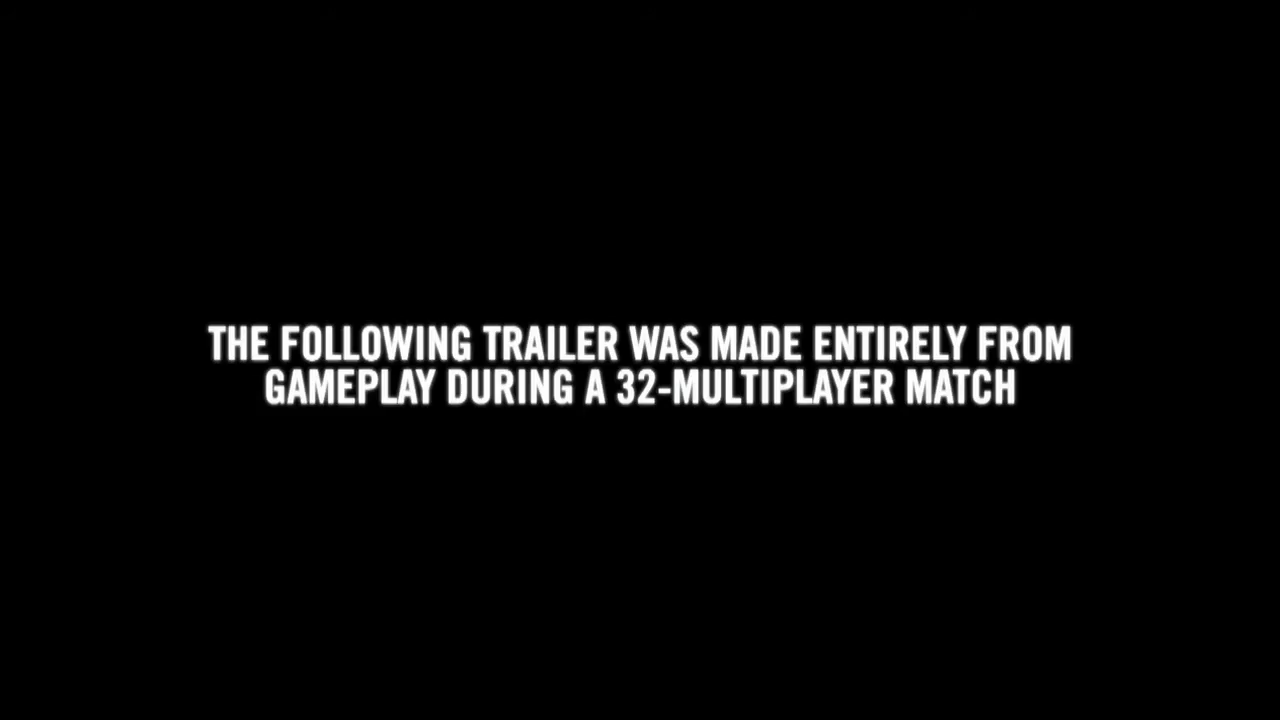 THE FOLLOWING TRAILER WAS MADE ENTIRELY FROM
GAMEPLAY DURING A 32-MULTIPLAYER MATCH